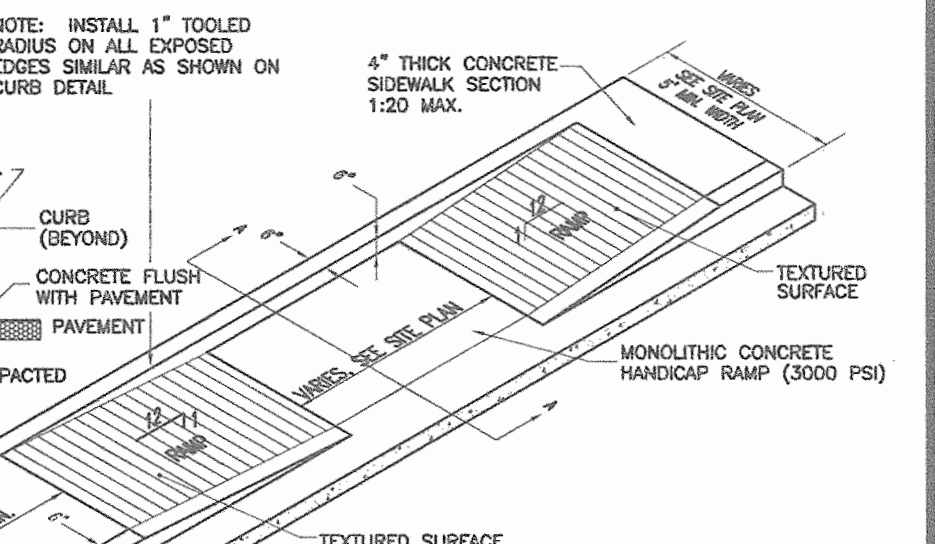 NOTE: INSTALL 1" TOOLED
RADIUS ON ALL EXPOSED
EDGES SIMILAR AS SHOWN ON
CURB DETAIL
4" THICK CONCRETE
SIDEWALK SECTION
1:20 MAX.
VARIES
SEE SITE PLAN
5' MIN. WIDTH
6"
A
6"
12
1
RAMP
CURB
(BEYOND)
CONCRETE FLUSH
WITH PAVEMENT
PAVEMENT
TEXTURED
SURFACE
VARIES, SEE SITE PLAN
MONOLITHIC CONCRETE
HANDICAP RAMP (3000 PSI)
PACTED
A
12
1
RAMP
6"
N.
TEXTURED SURFACE